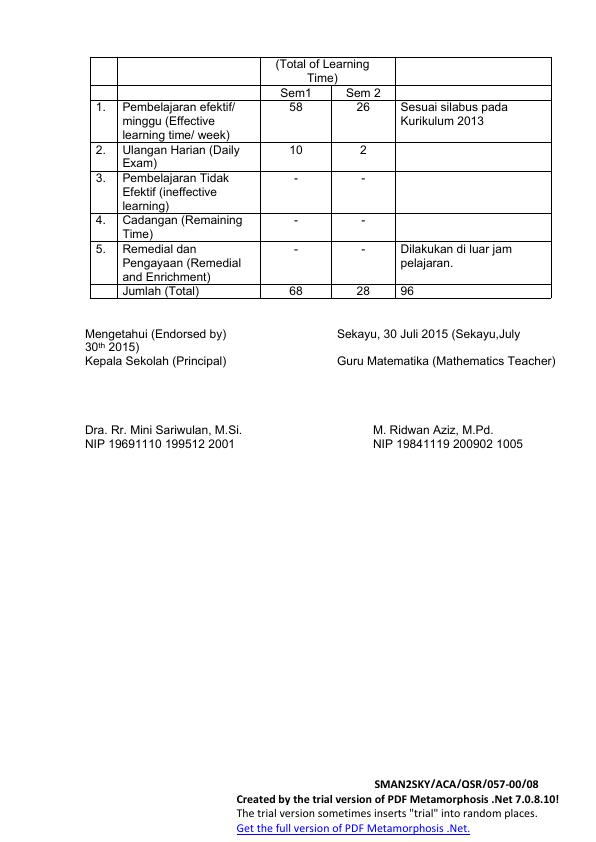 (Total of Learning
Time)
Sem1 Sem 2
1. Pembelajaran efektif/ 58 26 Sesuai silabus pada
minggu (Effective Kurikulum 2013
learning time/ week)
2. Ulangan Harian (Daily 10 2
Exam)
3. Pembelajaran Tidak - -
Efektif (ineffective
learning)
4. Cadangan (Remaining - -
Time)
5. Remedial dan - - Dilakukan di luar jam
Pengayaan (Remedial pelajaran.
and Enrichment)
Jumlah (Total) 68 28 96
Mengetahui (Endorsed by) Sekayu, 30 Juli 2015 (Sekayu,July
30th 2015)
Kepala Sekolah (Principal) Guru Matematika (Mathematics Teacher)
Dra. Rr. Mini Sariwulan, M.Si. M. Ridwan Aziz, M.Pd.
NIP 19691110 199512 2001 NIP 19841119 200902 1005
SMAN2SKY/ACA/QSR/057-00/08
Created by the trial version of PDF Metamorphosis .Net 7.0.8.10!
The trial version sometimes inserts "trial" into random places.
Get the full version of PDF Metamorphosis .Net.